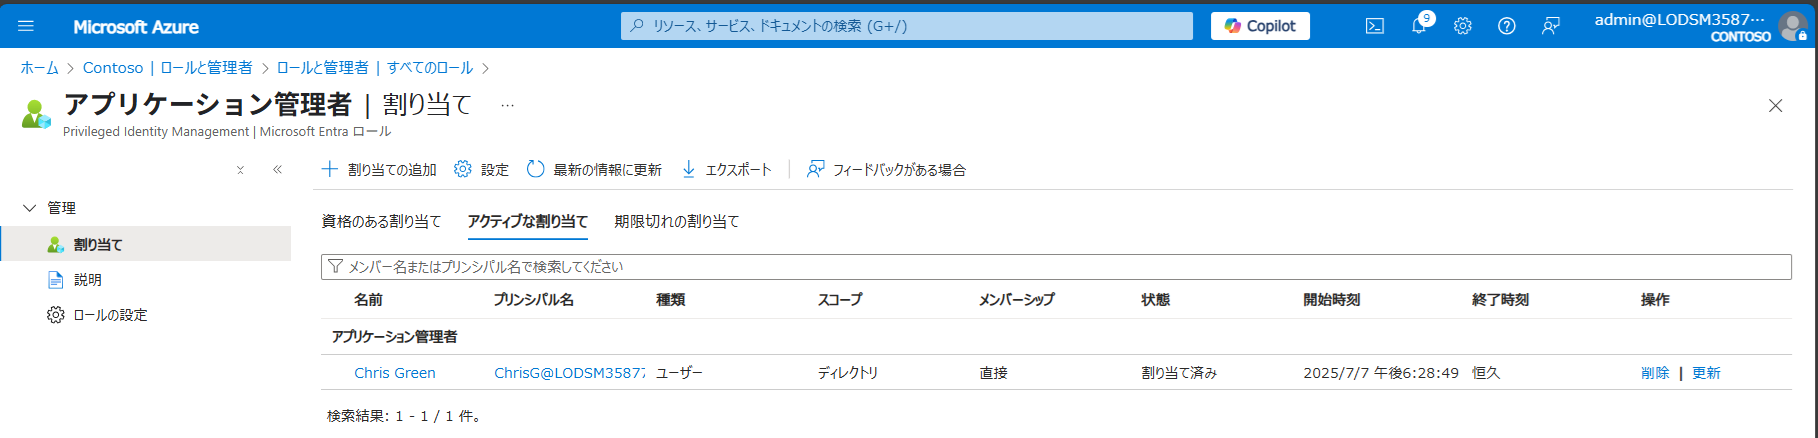 Microsoft Azure
リソース、サービス、ドキュメントの検索 (G+/)
Copilot
9
admin@LODSM3587…
CONTOSO
ホーム > Contoso | ロールと管理者 > ロールと管理者 | すべてのロール >
アプリケーション管理者 | 割り当て …
Privileged Identity Management | Microsoft Entra ロール
割り当ての追加 設定 最新の情報に更新 エクスポート フィードバックがある場合
管理
割り当て
説明
ロールの設定
資格のある割り当て アクティブな割り当て 期限切れの割り当て
メンバー名またはプリンシパル名で検索してください
名前 プリンシパル名 種類 スコープ メンバーシップ 状態 開始時刻 終了時刻 操作
アプリケーション管理者
Chris Green ChrisG@LODSM35877 ユーザー ディレクトリ 直接 割り当て済み 2025/7/7 午後6:28:49 恒久 削除 | 更新
検索結果: 1 - 1 / 1 件。